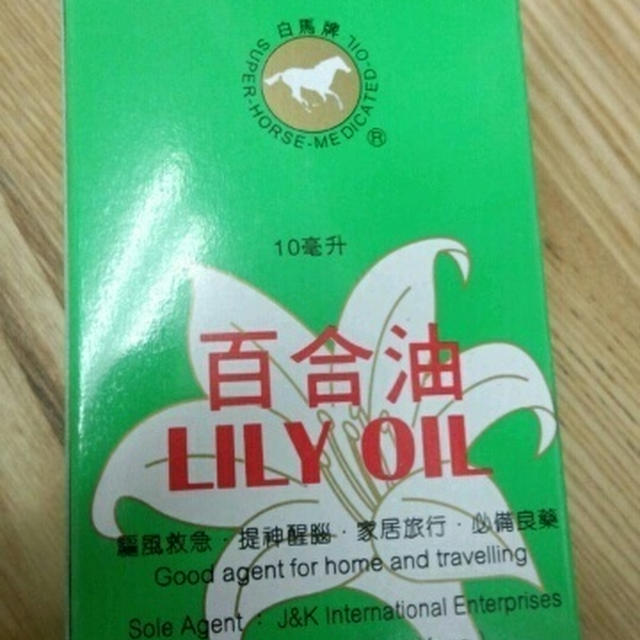 白馬牌
SUPER-HORSE-MEDICATED-OIL
®
10毫升
百合油
LILY OIL
驅風救急·提神醒腦·家居旅行·必備良藥
Good agent for home and travelling
Sole Agent : J&K International Enterprises